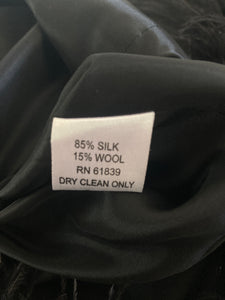 85% SILK
15% WOOL
RN 61839
DRY CLEAN ONLY